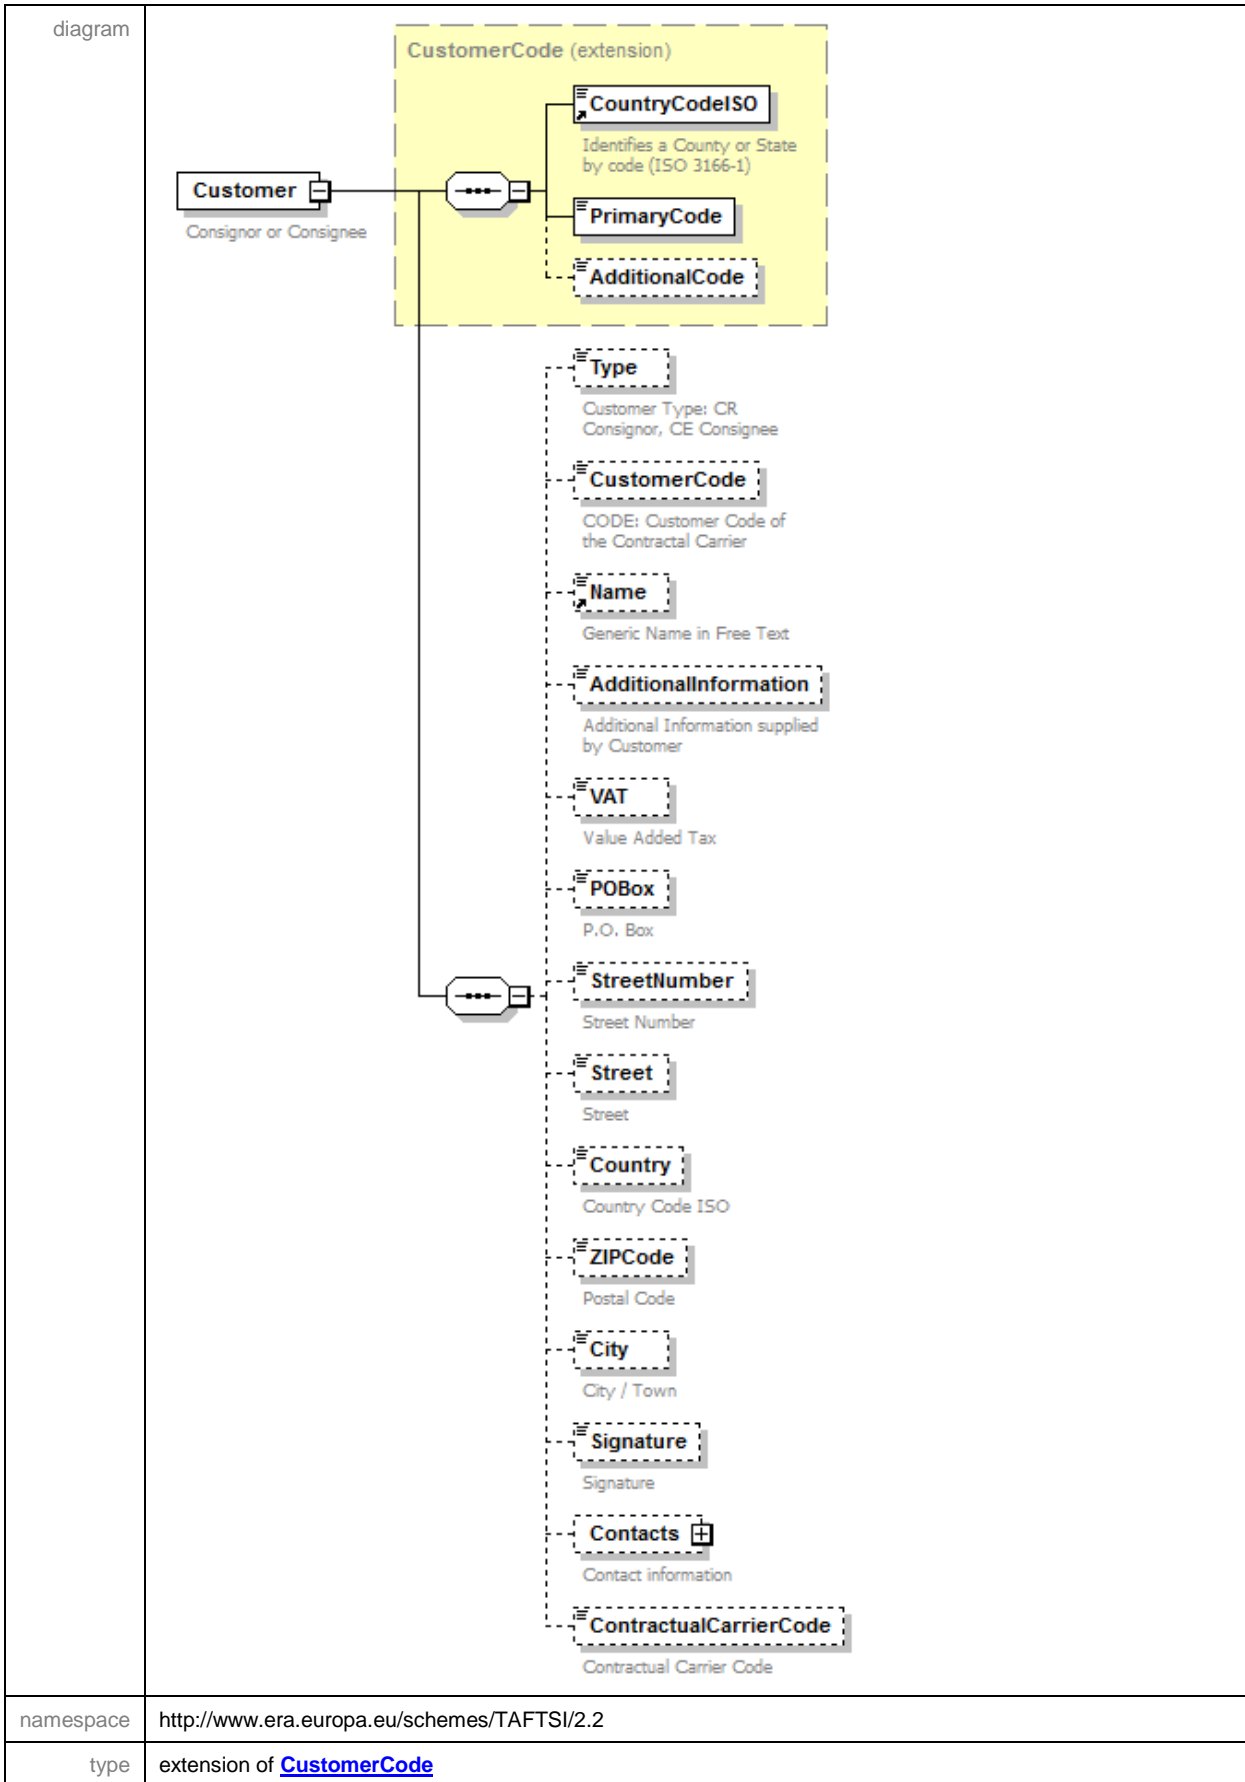 diagram
CustomerCode (extension)
CountryCodeISO
Identifies a County or State
by code (ISO 3166-1)
Customer
Consignor or Consignee
PrimaryCode
AdditionalCode
Type
Customer Type: CR
Consignor, CE Consignee
CustomerCode
CODE: Customer Code of
the Contractal Carrier
Name
Generic Name in Free Text
AdditionalInformation
Additional Information supplied
by Customer
VAT
Value Added Tax
POBox
P.O. Box
StreetNumber
Street Number
Street
Street
Country
Country Code ISO
ZIPCode
Postal Code
City
City / Town
Signature
Signature
Contacts
Contact information
ContractualCarrierCode
Contractual Carrier Code
namespace http://www.era.europa.eu/schemes/TAFTSI/2.2
type extension of CustomerCode